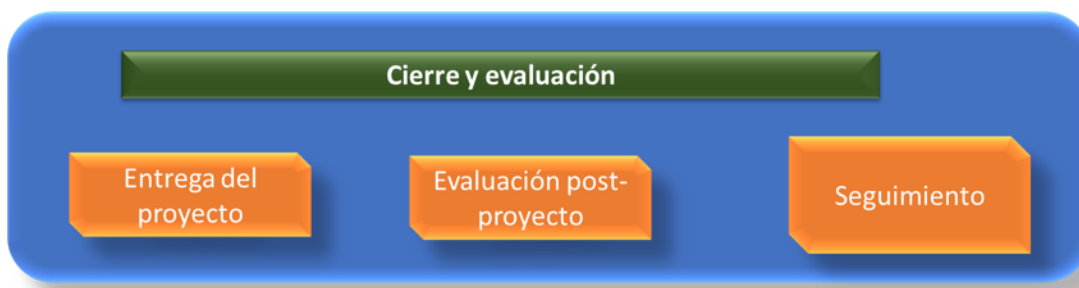 Cierre y evaluación
Entrega del
proyecto
Evaluación post-
proyecto
Seguimiento